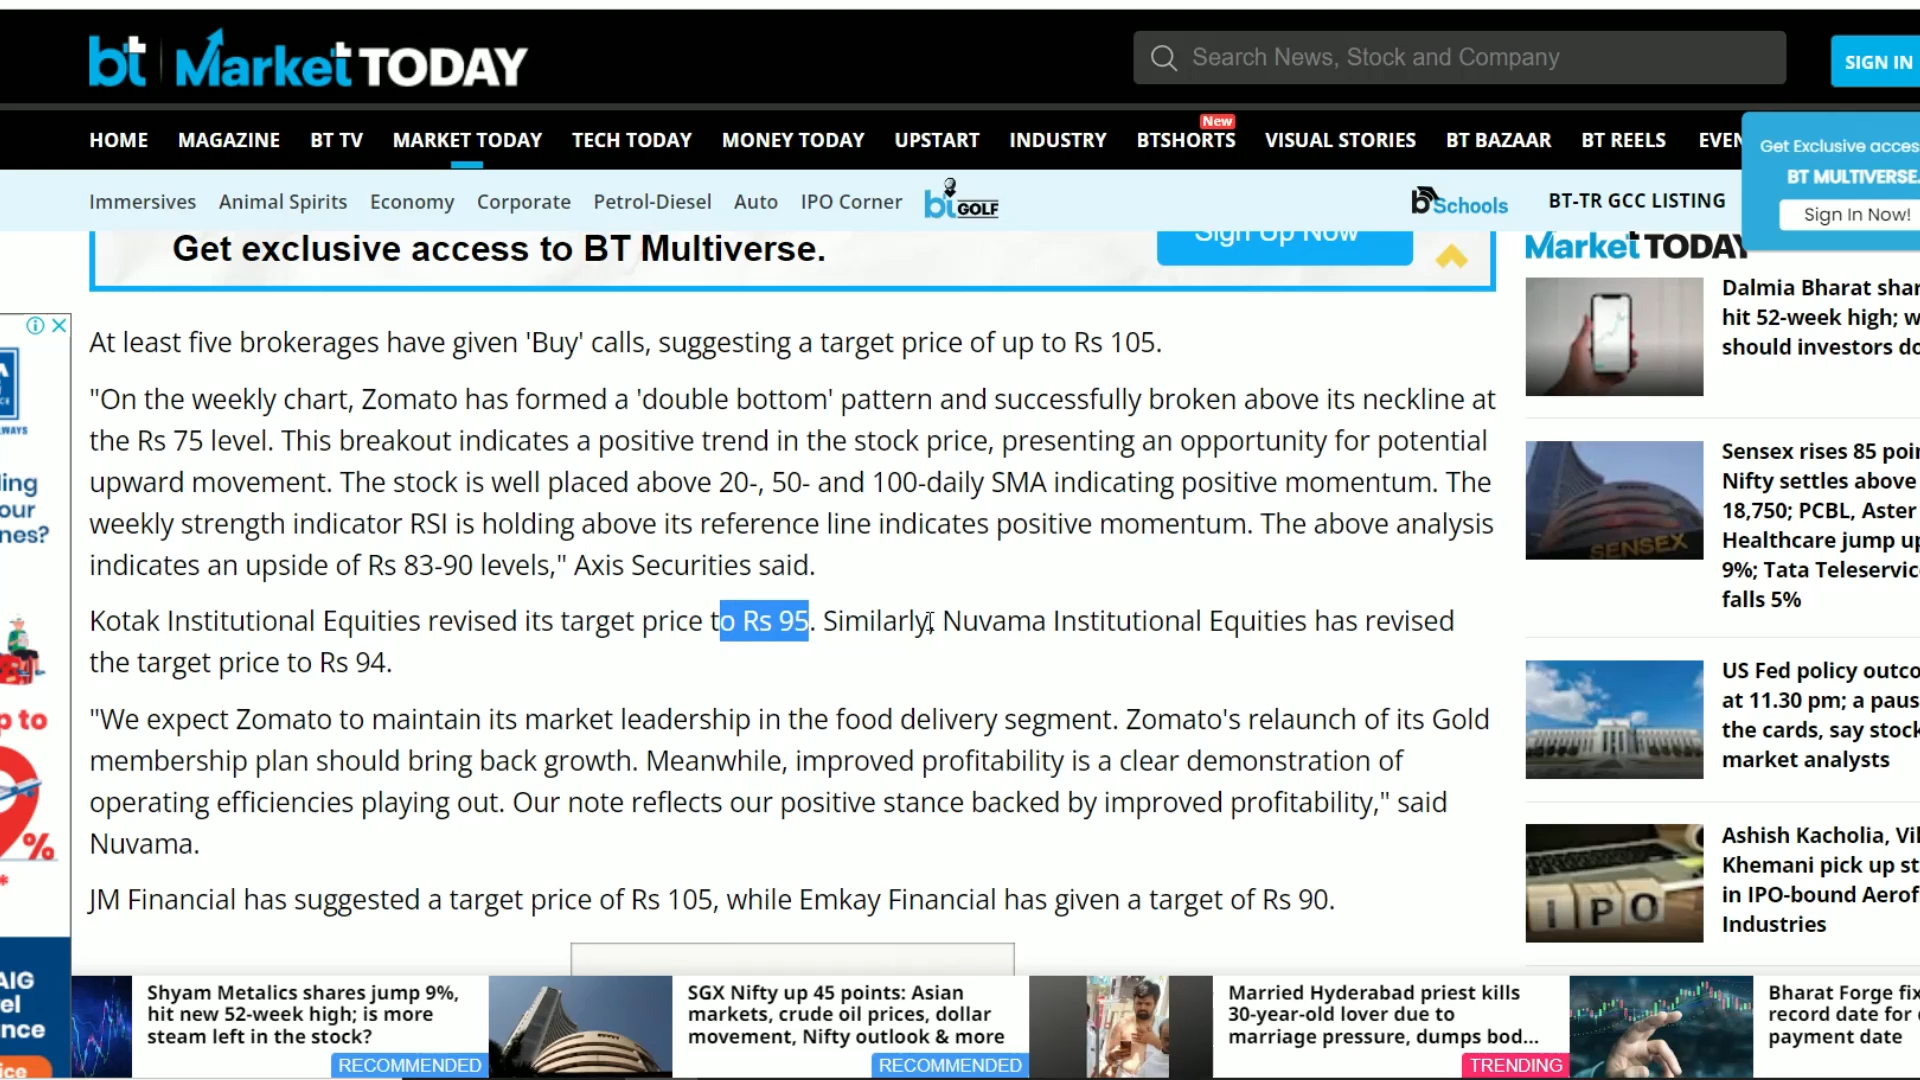 bt Market TODAY
Search News, Stock and Company
SIGN IN
HOME MAGAZINE BT TV MARKET TODAY TECH TODAY MONEY TODAY UPSTART INDUSTRY BTSHORTS New VISUAL STORIES BT BAZAAR BT REELS
Get Exclusive
BT MULTIVERSE.
Sign In Now!
Immersives Animal Spirits Economy Corporate Petrol-Diesel Auto IPO Corner bt GOLF b Schools BT-TR GCC LISTING
Get exclusive access to BT Multiverse.
Sign Up Now
At least five brokerages have given 'Buy' calls, suggesting a target price of up to Rs 105.
"On the weekly chart, Zomato has formed a 'double bottom' pattern and successfully broken above its neckline at
the Rs 75 level. This breakout indicates a positive trend in the stock price, presenting an opportunity for potential
upward movement. The stock is well placed above 20-, 50- and 100-daily SMA indicating positive momentum. The
weekly strength indicator RSI is holding above its reference line indicates positive momentum. The above analysis
indicates an upside of Rs 83-90 levels," Axis Securities said.
Kotak Institutional Equities revised its target price to Rs 95. Similarly, Nuvama Institutional Equities has revised
the target price to Rs 94.
"We expect Zomato to maintain its market leadership in the food delivery segment. Zomato's relaunch of its Gold
membership plan should bring back growth. Meanwhile, improved profitability is a clear demonstration of
operating efficiencies playing out. Our note reflects our positive stance backed by improved profitability," said
Nuvama.
JM Financial has suggested a target price of Rs 105, while Emkay Financial has given a target of Rs 90.
Market TODAY
Dalmia Bharat
hit 52-week high;
should investors
SENSEX
Sensex rises 85
Nifty settles above
18,750; PCBL, Aster
Healthcare jump
9%; Tata
falls 5%
US Fed policy
at 11.30 pm; a
the cards, say
market analysts
IPO
Ashish Kacholia,
Khemani pick up
in IPO-bound
Industries
to
%
Shyam Metalics shares jump 9%,
hit new 52-week high; is more
steam left in the stock?
RECOMMENDED
SGX Nifty up 45 points: Asian
markets, crude oil prices, dollar
movement, Nifty outlook & more
RECOMMENDED
Married Hyderabad priest kills
30-year-old lover due to
marriage pressure, dumps bod...
TRENDING
Bharat Forge
record date for
payment date